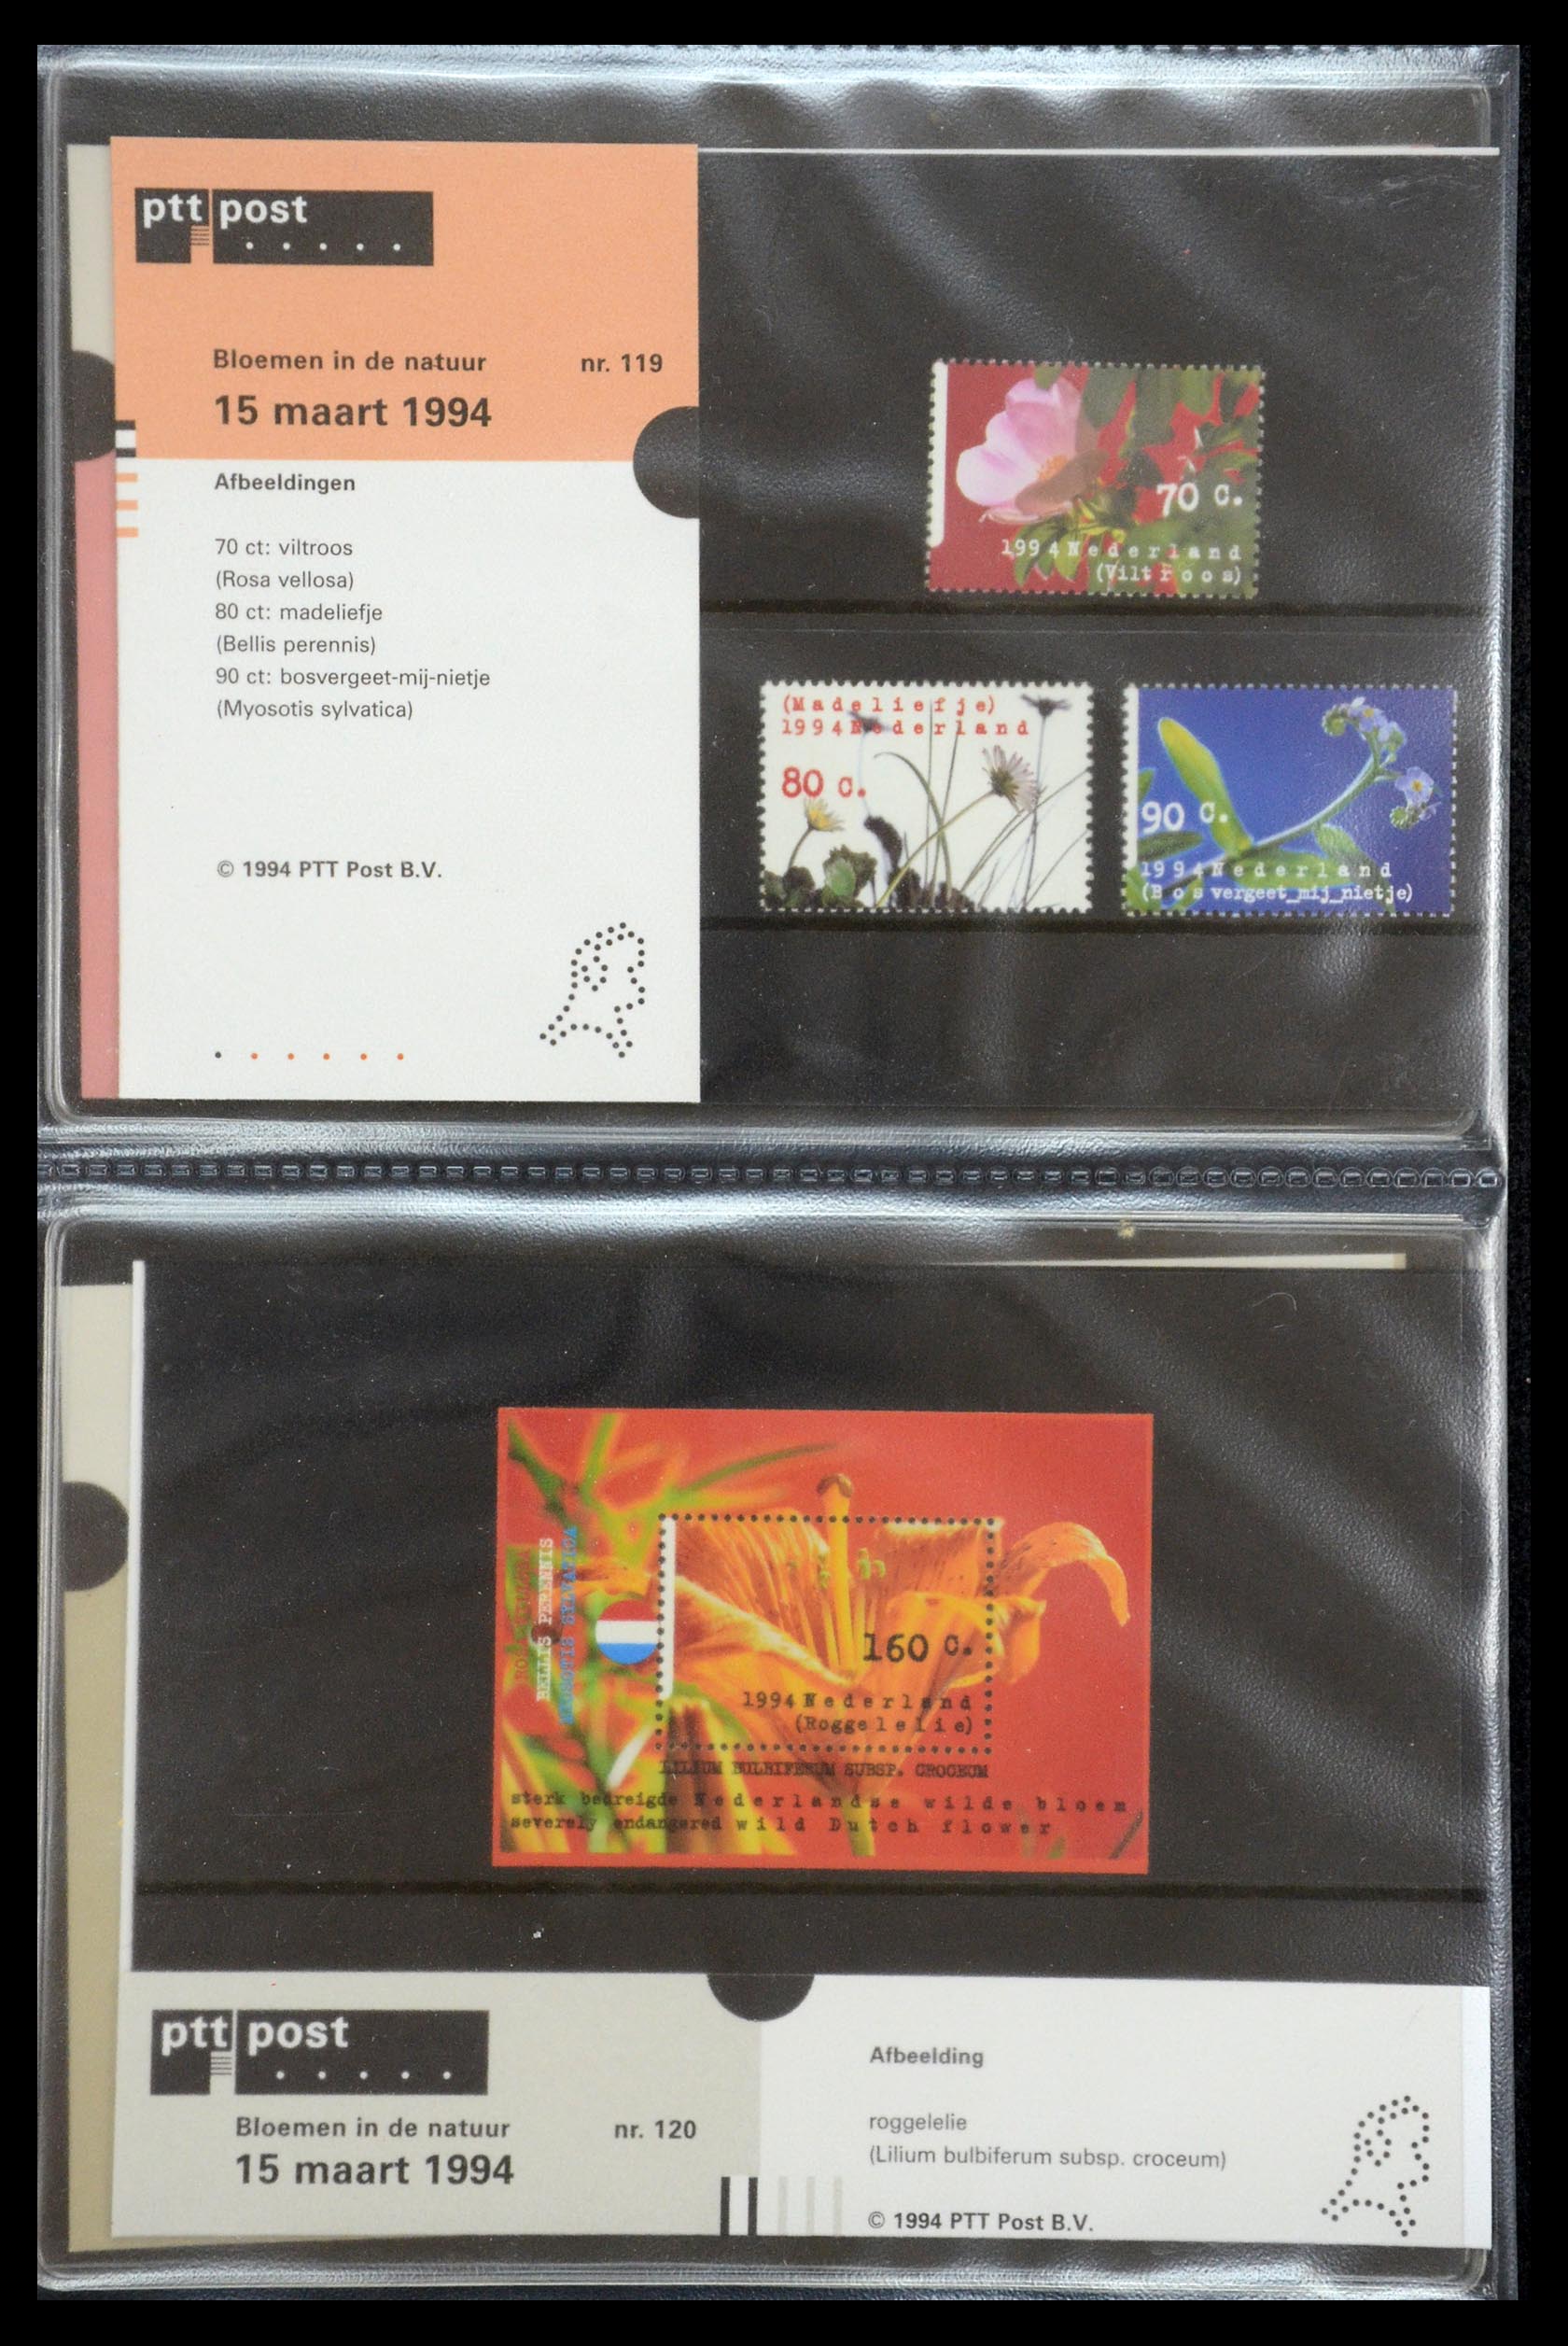 ptt post
Bloemen in de natuur nr. 119
15 maart 1994
Afbeeldingen
70 ct: viltroos
(Rosa vellosa)
80 ct: madeliefje
(Bellis perennis)
90 ct: bosvergeet-mij-nietje
(Myosotis sylvatica)
© 1994 PTT Post B.V.
70 c.
1994 Nederland
(Viltroos)
(Madeliefje)
1994 Nederland
80 c.
90 c.
1994 Nederland
(Bosvergeet_mij_nietje)
BELLIS PERENNIS
MYOSOTIS SYLVATICA
160 c.
1994 Nederland
(Roggelelie)
LILIUM BULBIFERUM SUBSP. CROCEUM
sterk bedreigde Nederlandse wilde bloem
severely endangered wild Dutch flower
ptt post
Bloemen in de natuur nr. 120
15 maart 1994
Afbeelding
roggelelie
(Lilium bulbiferum subsp. croceum)
© 1994 PTT Post B.V.